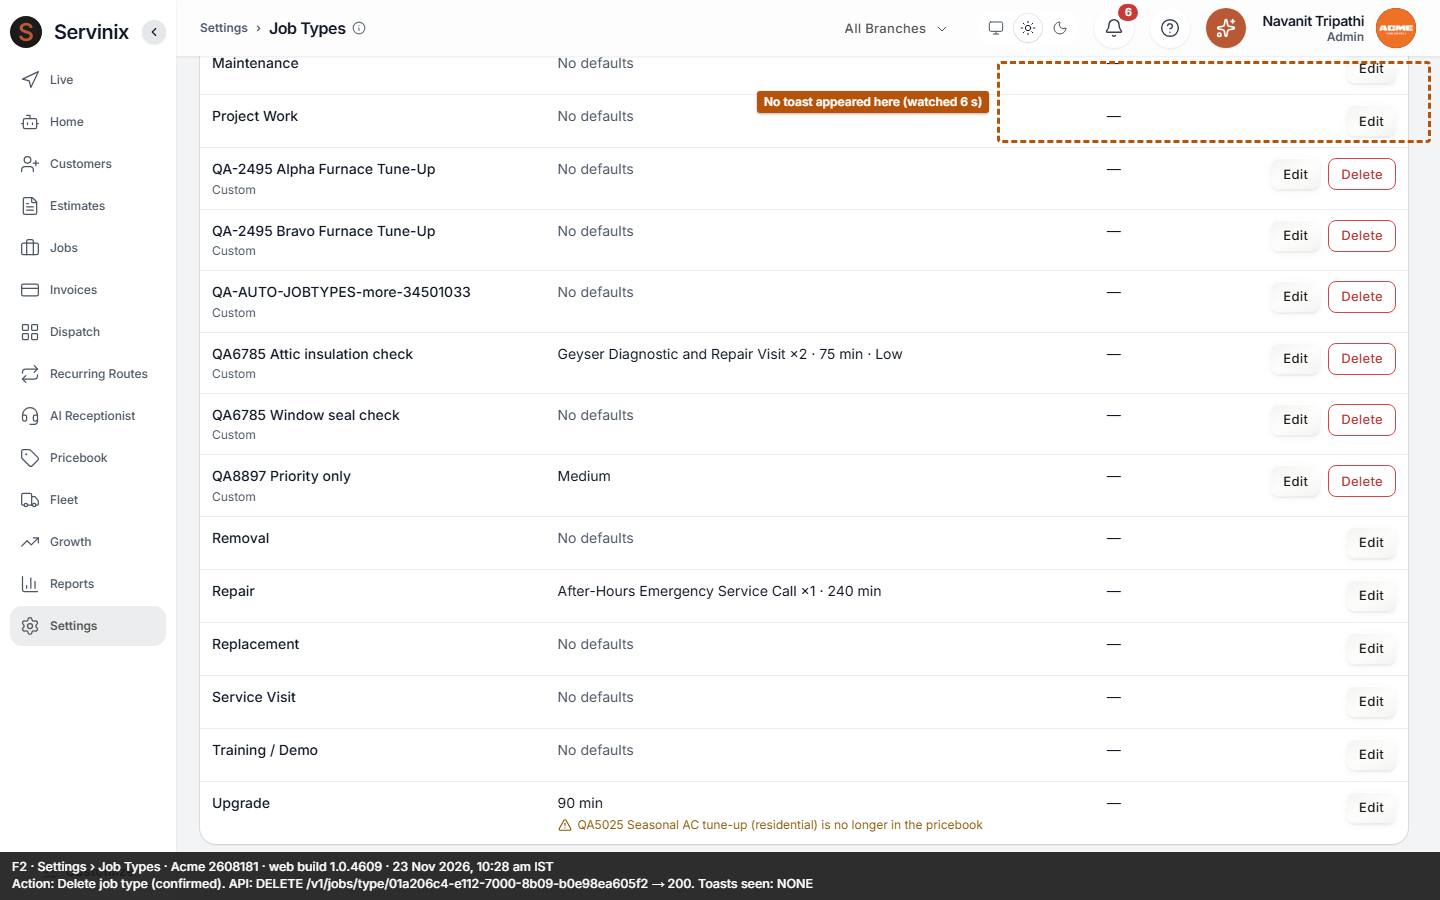 Servinix
Settings › Job Types
All Branches
6
Navanit Tripathi
Admin
ACME
Live
Home
Customers
Estimates
Jobs
Invoices
Dispatch
Recurring Routes
AI Receptionist
Pricebook
Fleet
Growth
Reports
Settings
Maintenance No defaults — Edit
No toast appeared here (watched 6 s)
Project Work No defaults — Edit
QA-2495 Alpha Furnace Tune-Up No defaults — Edit Delete
Custom
QA-2495 Bravo Furnace Tune-Up No defaults — Edit Delete
Custom
QA-AUTO-JOBTYPES-more-34501033 No defaults — Edit Delete
Custom
QA6785 Attic insulation check Geyser Diagnostic and Repair Visit ×2 · 75 min · Low — Edit Delete
Custom
QA6785 Window seal check No defaults — Edit Delete
Custom
QA8897 Priority only Medium — Edit Delete
Custom
Removal No defaults — Edit
Repair After-Hours Emergency Service Call ×1 · 240 min — Edit
Replacement No defaults — Edit
Service Visit No defaults — Edit
Training / Demo No defaults — Edit
Upgrade 90 min — Edit
QA5025 Seasonal AC tune-up (residential) is no longer in the pricebook
F2 · Settings › Job Types · Acme 2608181 · web build 1.0.4609 · 23 Nov 2026, 10:28 am IST
Action: Delete job type (confirmed). API: DELETE /v1/jobs/type/01a206c4-e112-7000-8b09-b0e98ea605f2 → 200. Toasts seen: NONE